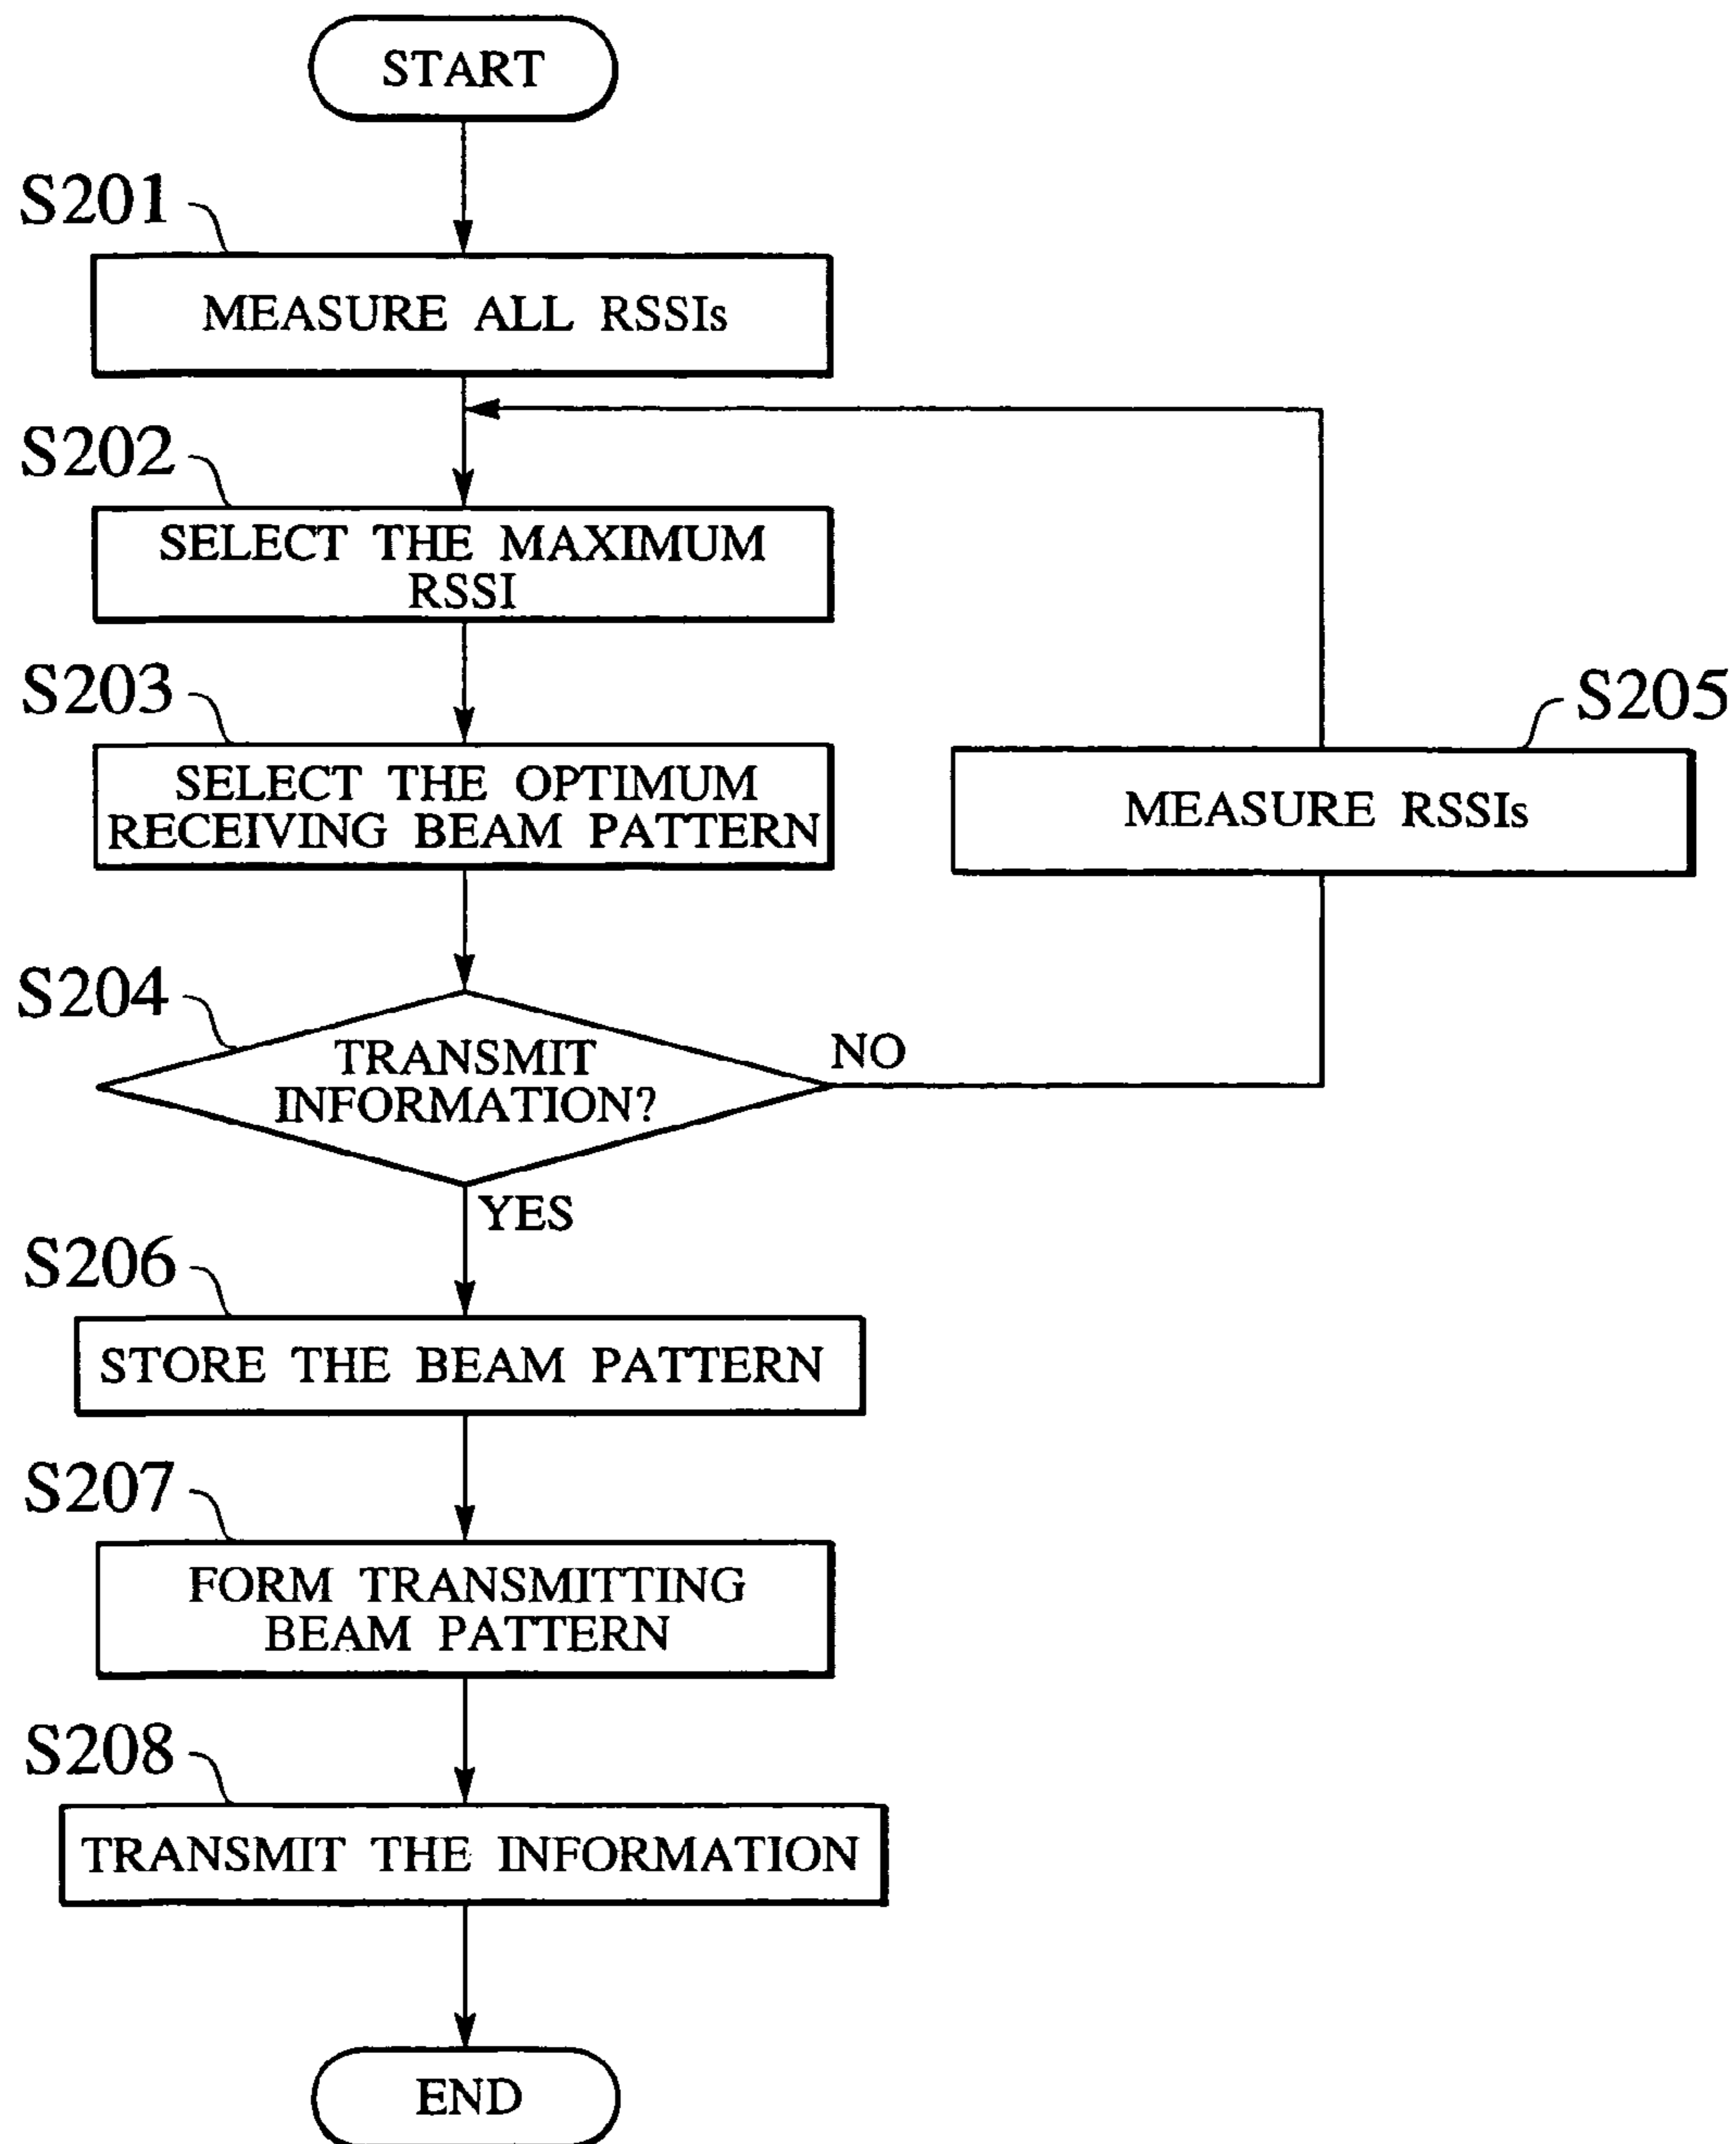 START
S201
MEASURE ALL RSSIs
S202
SELECT THE MAXIMUM
RSSI
S203
SELECT THE OPTIMUM
RECEIVING BEAM PATTERN
S205
MEASURE RSSIs
S204
TRANSMIT
INFORMATION?
NO
YES
S206
STORE THE BEAM PATTERN
S207
FORM TRANSMITTING
BEAM PATTERN
S208
TRANSMIT THE INFORMATION
END